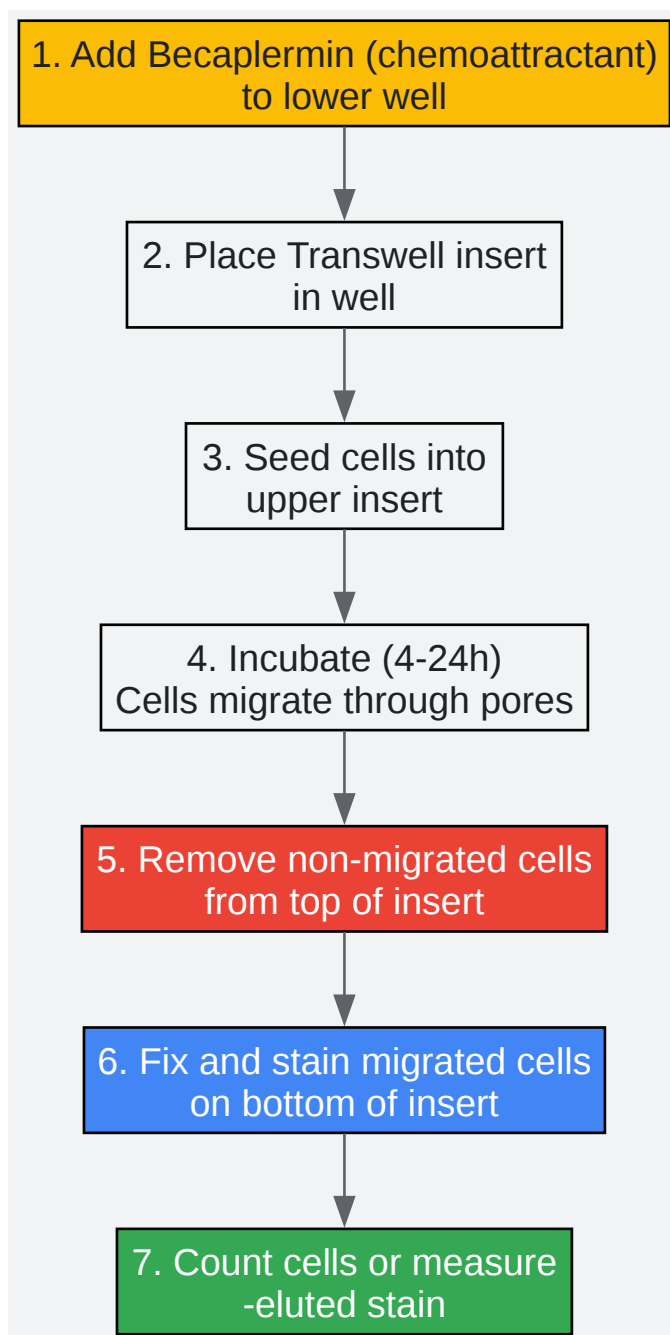 1. Add Becaplermin (chemoattractant)
to lower well
2. Place Transwell insert
in well
3. Seed cells into
upper insert
4. Incubate (4-24h)
Cells migrate through pores
5. Remove non-migrated cells
from top of insert
6. Fix and stain migrated cells
on bottom of insert
7. Count cells or measure
-eluted stain